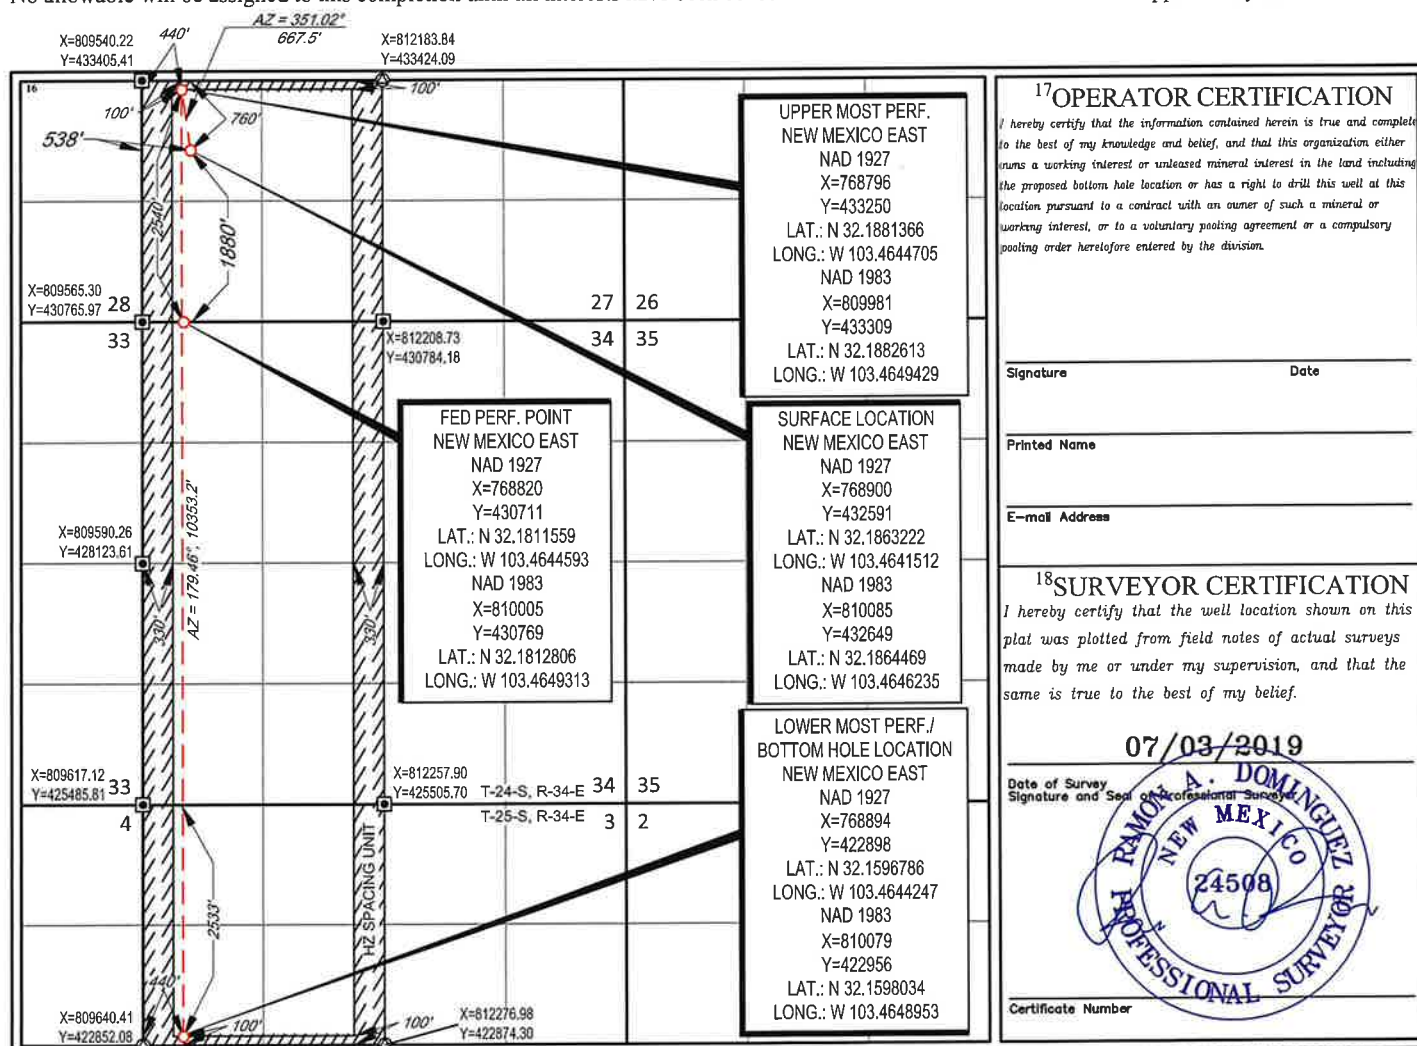 AZ = 351.02°
667.5'
X=809540.22
Y=433405.41
440'
X=812183.84
Y=433424.09
16
100'
100'
760'
538'
2540'
1880'
X=809565.30
Y=430765.97
28
33
27 26
34 35
X=812208.73
Y=430784.18
UPPER MOST PERF.
NEW MEXICO EAST
NAD 1927
X=768796
Y=433250
LAT.: N 32.1881366
LONG.: W 103.4644705
NAD 1983
X=809981
Y=433309
LAT.: N 32.1882613
LONG.: W 103.4649429
FED PERF. POINT
NEW MEXICO EAST
NAD 1927
X=768820
Y=430711
LAT.: N 32.1811559
LONG.: W 103.4644593
NAD 1983
X=810005
Y=430769
LAT.: N 32.1812806
LONG.: W 103.4649313
SURFACE LOCATION
NEW MEXICO EAST
NAD 1927
X=768900
Y=432591
LAT.: N 32.1863222
LONG.: W 103.4641512
NAD 1983
X=810085
Y=432649
LAT.: N 32.1864469
LONG.: W 103.4646235
X=809590.26
Y=428123.61
330'
AZ = 179.46°, 10353.2'
330'
LOWER MOST PERF./
BOTTOM HOLE LOCATION
NEW MEXICO EAST
NAD 1927
X=768894
Y=422898
LAT.: N 32.1596786
LONG.: W 103.4644247
NAD 1983
X=810079
Y=422956
LAT.: N 32.1598034
LONG.: W 103.4648953
X=809617.12
Y=425485.81
33
4
X=812257.90
Y=425505.70
T-24-S, R-34-E
T-25-S, R-34-E
34 35
3 2
HZ SPACING UNIT
2533'
440'
100'
100'
X=809640.41
Y=422852.08
X=812276.98
Y=422874.30
17 OPERATOR CERTIFICATION
I hereby certify that the information contained herein is true and complete
to the best of my knowledge and belief, and that this organization either
owns a working interest or unleased mineral interest in the land including
the proposed bottom hole location or has a right to drill this well at this
location pursuant to a contract with an owner of such a mineral or
working interest, or to a voluntary pooling agreement or a compulsory
pooling order heretofore entered by the division.
Signature Date
Printed Name
E-mail Address
18 SURVEYOR CERTIFICATION
I hereby certify that the well location shown on this
plat was plotted from field notes of actual surveys
made by me or under my supervision, and that the
same is true to the best of my belief.
07/03/2019
Date of Survey
Signature and Seal of Professional Surveyor
RAMON A. DOMINGUEZ
NEW MEXICO
24508
PROFESSIONAL SURVEYOR
Certificate Number